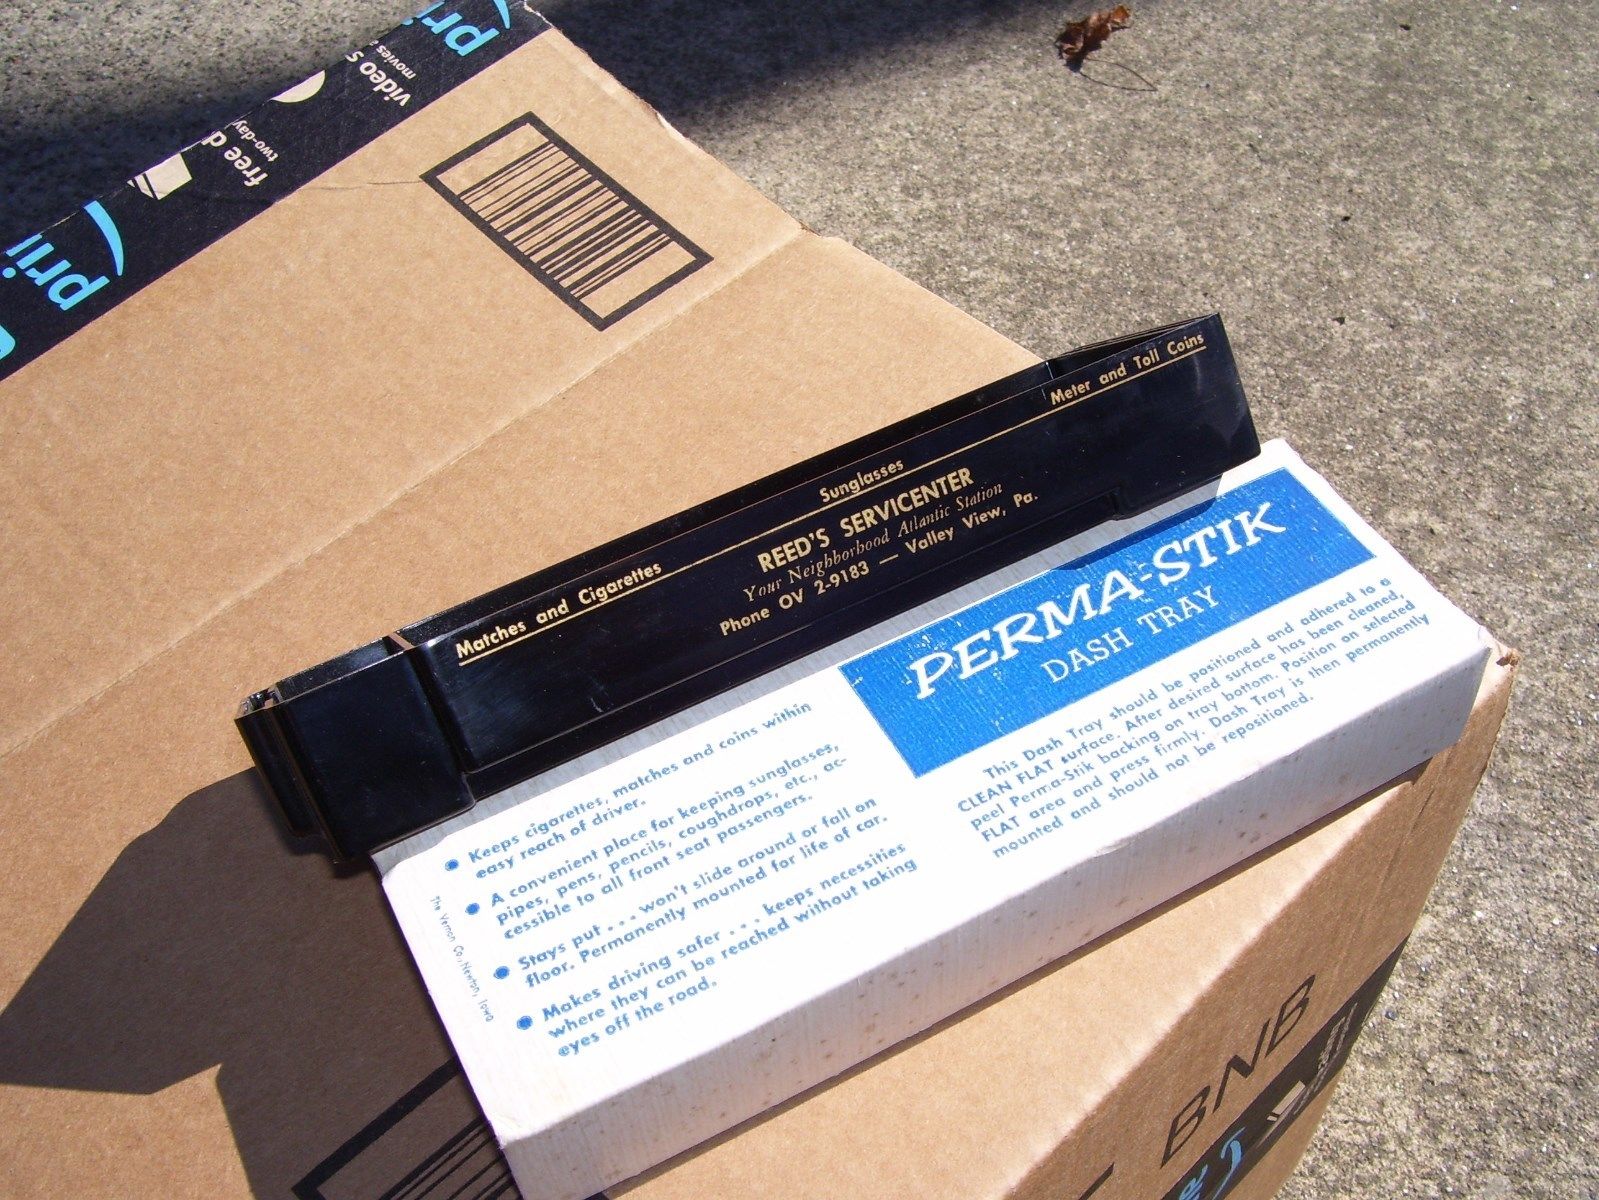 prim
video s
movies a
free d
two-day
prim
Meter and Toll Coins
Sunglasses
Matches and Cigarettes
REED'S SERVICENTER
Your Neighborhood Atlantic Station
Phone OV 2-9183 — Valley View, Pa.
PERMA-STIK
DASH TRAY
This Dash Tray should be positioned and adhered to a
CLEAN FLAT surface. After desired surface has been cleaned,
peel Perma-Stik backing on tray bottom. Position on selected
FLAT area and press firmly. Dash Tray is then permanently
mounted and should not be repositioned.
Keeps cigarettes, matches and coins within
easy reach of driver.
A convenient place for keeping sunglasses,
pipes, pens, pencils, coughdrops, etc., ac-
cessible to all front seat passengers.
Stays put . . . won't slide around or fall on
floor. Permanently mounted for life of car.
Makes driving safer . . . keeps necessities
where they can be reached without taking
eyes off the road.
The Vernon Co., Newton, Iowa
BNB